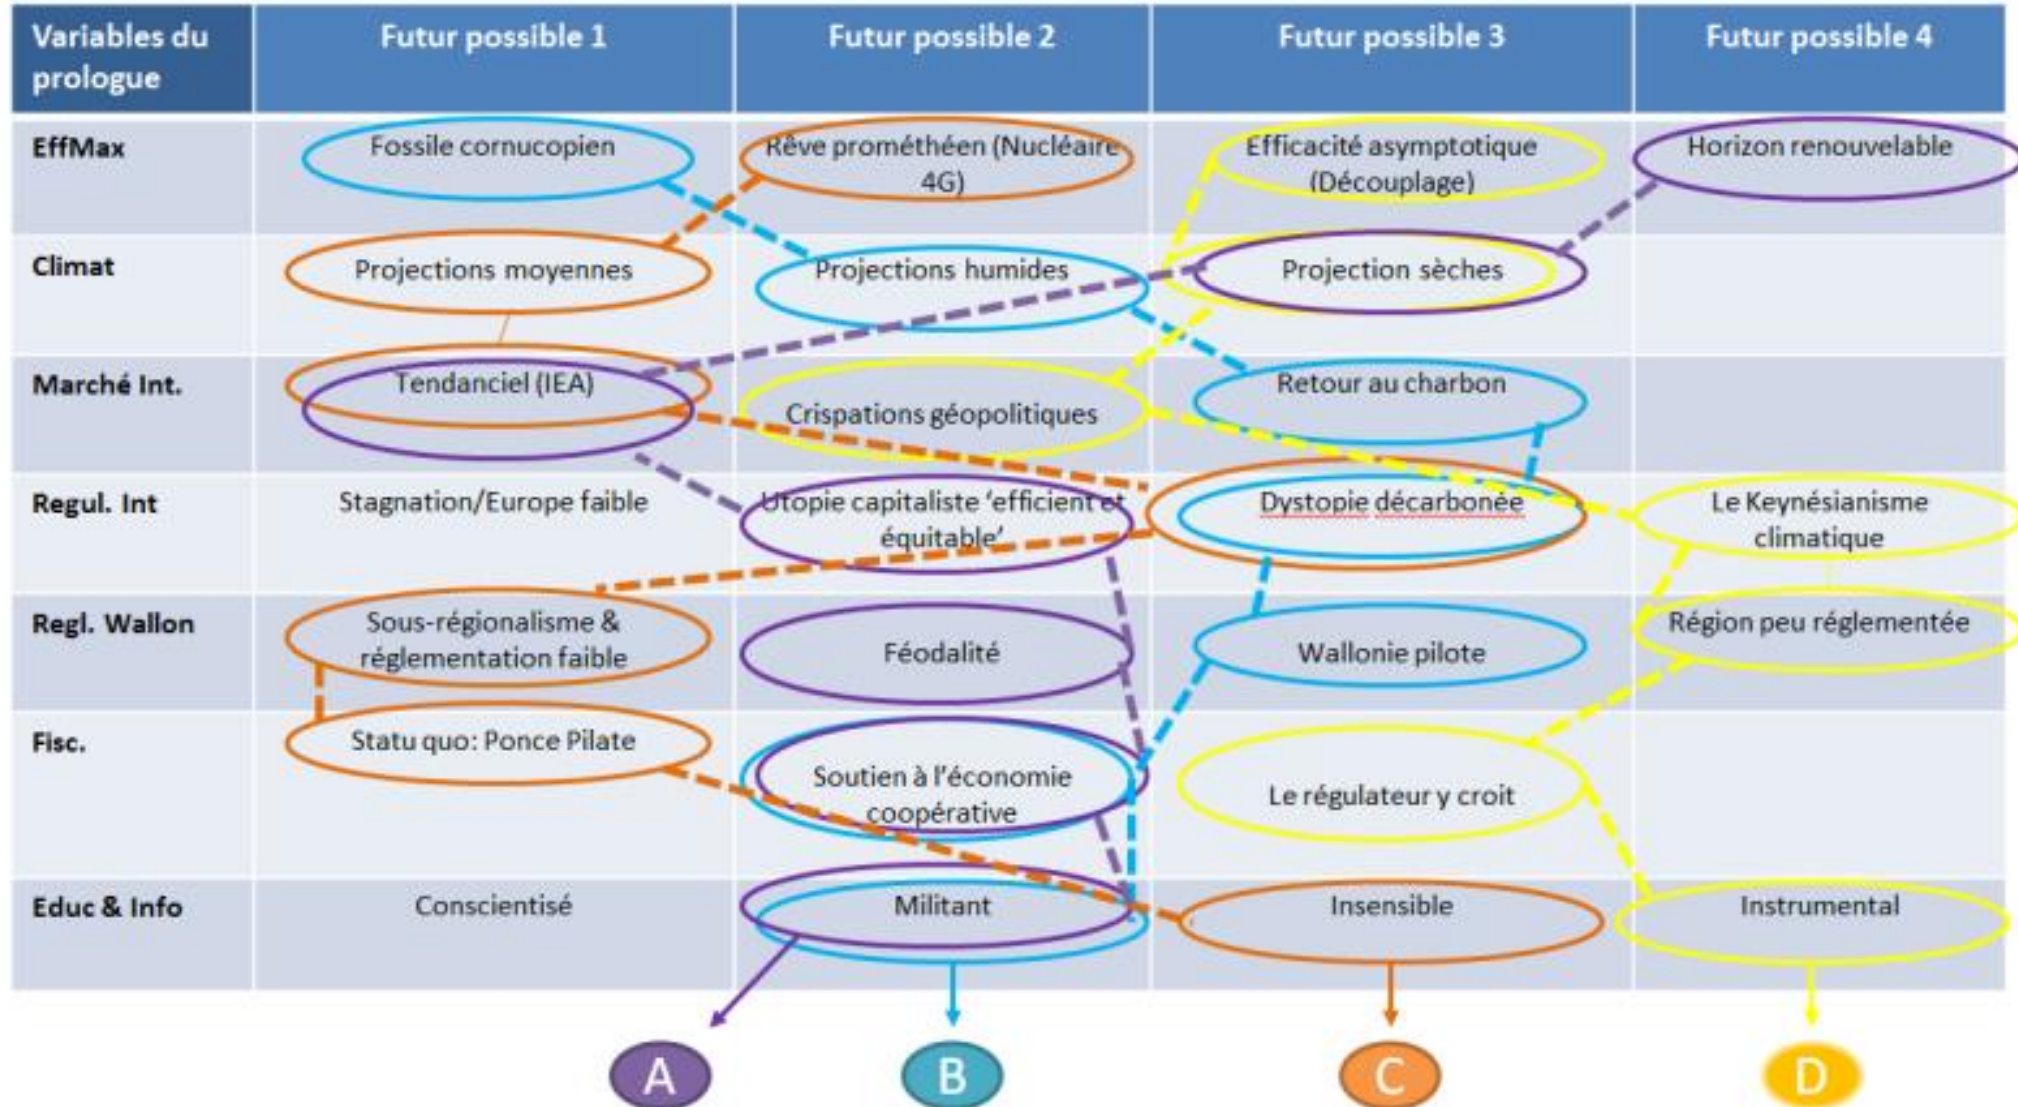 Variables du
prologue
Futur possible 1
Futur possible 2
Futur possible 3
Futur possible 4
EffMax
Fossile cornucopien
Rêve prométhéen (Nucléaire
4G)
Efficacité asymptotique
(Découplage)
Horizon renouvelable
Climat
Projections moyennes
Projections humides
Projection sèches
Marché Int.
Tendanciel (IEA)
Crispations géopolitiques
Retour au charbon
Regul. Int
Stagnation/Europe faible
Utopie capitaliste ‘efficient et
équitable’
Dystopie décarbonée
Le Keynésianisme
climatique
Regl. Wallon
Sous-régionalisme &
réglementation faible
Féodalité
Wallonie pilote
Région peu réglementée
Fisc.
Statu quo: Ponce Pilate
Soutien à l’économie
coopérative
Le régulateur y croit
Educ & Info
Conscientisé
Militant
Insensible
Instrumental
A
B
C
D